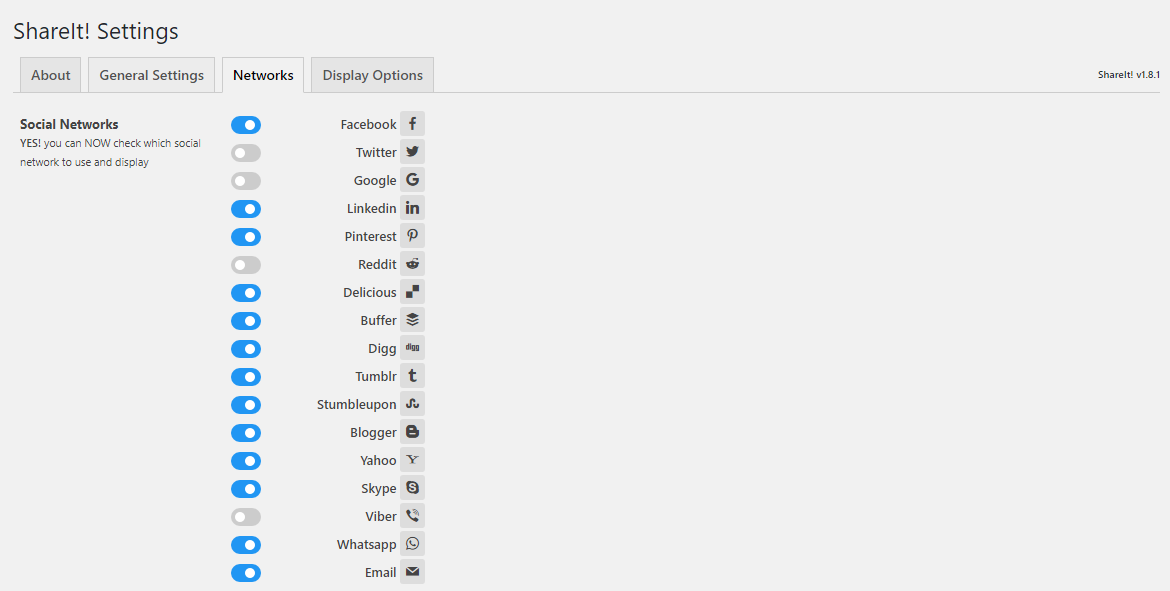 ShareIt! Settings
About
General Settings
Networks
Display Options
ShareIt! v1.8.1
Social Networks
YES! you can NOW check which social
network to use and display
Facebook
Twitter
Google
Linkedin
Pinterest
Reddit
Delicious
Buffer
Digg digg
Tumblr
Stumbleupon
Blogger
Yahoo
Skype
Viber
Whatsapp
Email